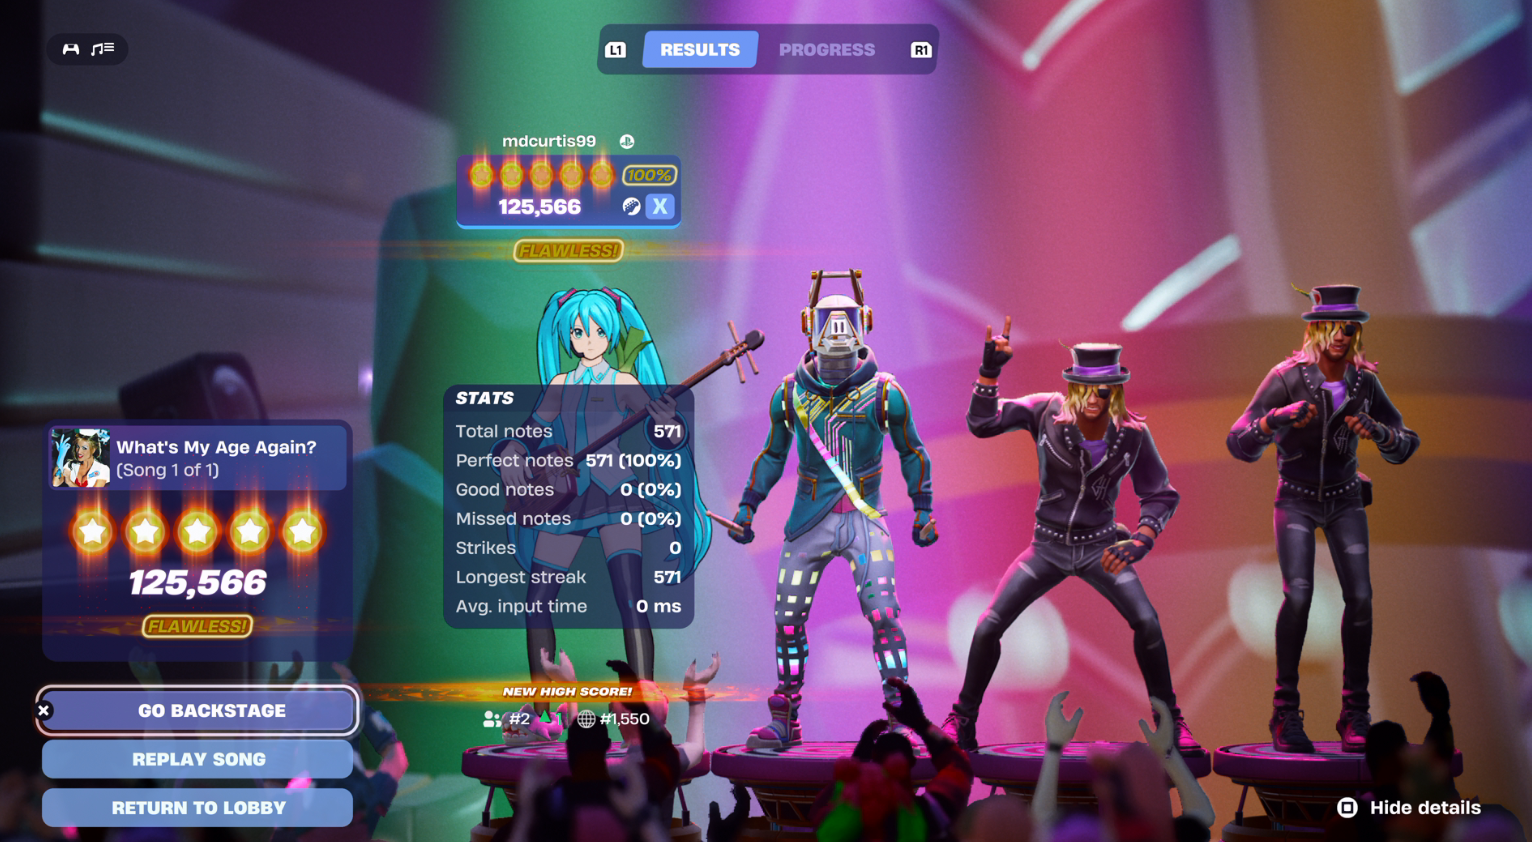 L1
RESULTS
PROGRESS
R1
mdcurtis99
100%
125,566
X
FLAWLESS!
STATS
Total notes 571
Perfect notes 571 (100%)
Good notes 0 (0%)
Missed notes 0 (0%)
Strikes 0
Longest streak 571
Avg. input time 0 ms
What's My Age Again?
(Song 1 of 1)
125,566
FLAWLESS!
NEW HIGH SCORE!
#2 1 #1,550
GO BACKSTAGE
REPLAY SONG
RETURN TO LOBBY
Hide details